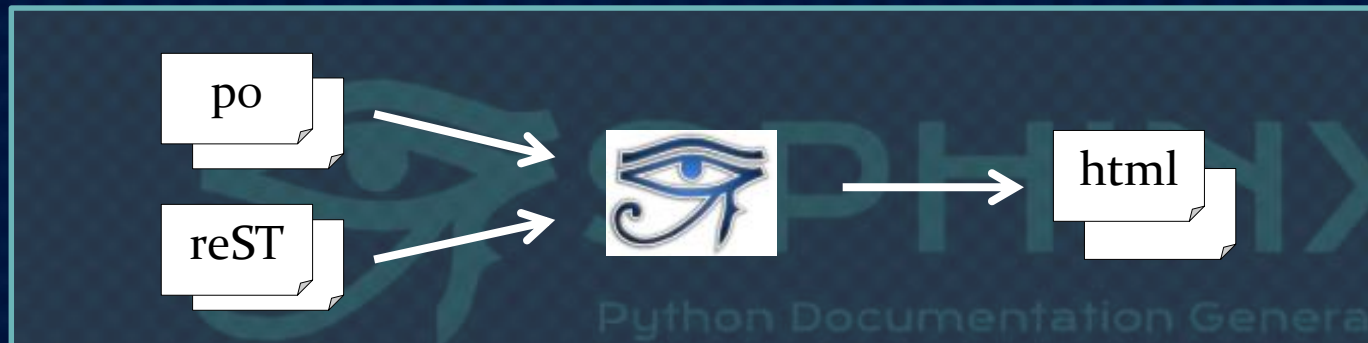 po
reST
html
SPHINX
Python Documentation Genera